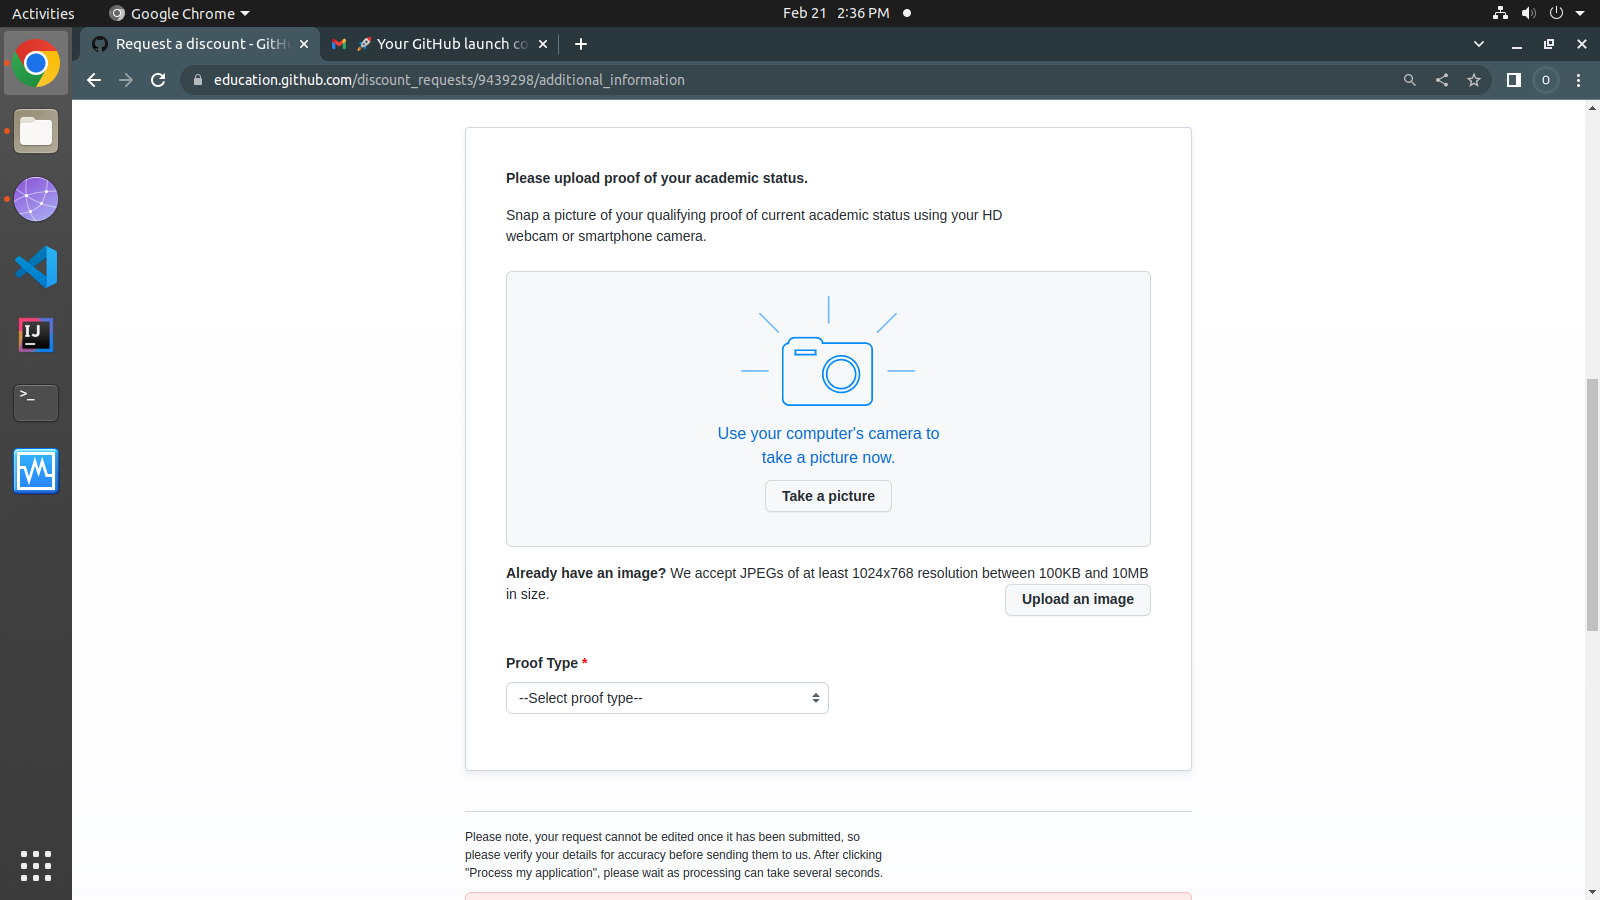 Activities
Google Chrome
Feb 21 2:36 PM
Request a discount - GitH
🚀 Your GitHub launch co
education.github.com/discount_requests/9439298/additional_information
O
IJ
>_
Please upload proof of your academic status.
Snap a picture of your qualifying proof of current academic status using your HD
webcam or smartphone camera.
Use your computer's camera to
take a picture now.
Take a picture
Already have an image? We accept JPEGs of at least 1024x768 resolution between 100KB and 10MB
in size.
Upload an image
Proof Type *
--Select proof type--
Please note, your request cannot be edited once it has been submitted, so
please verify your details for accuracy before sending them to us. After clicking
"Process my application", please wait as processing can take several seconds.